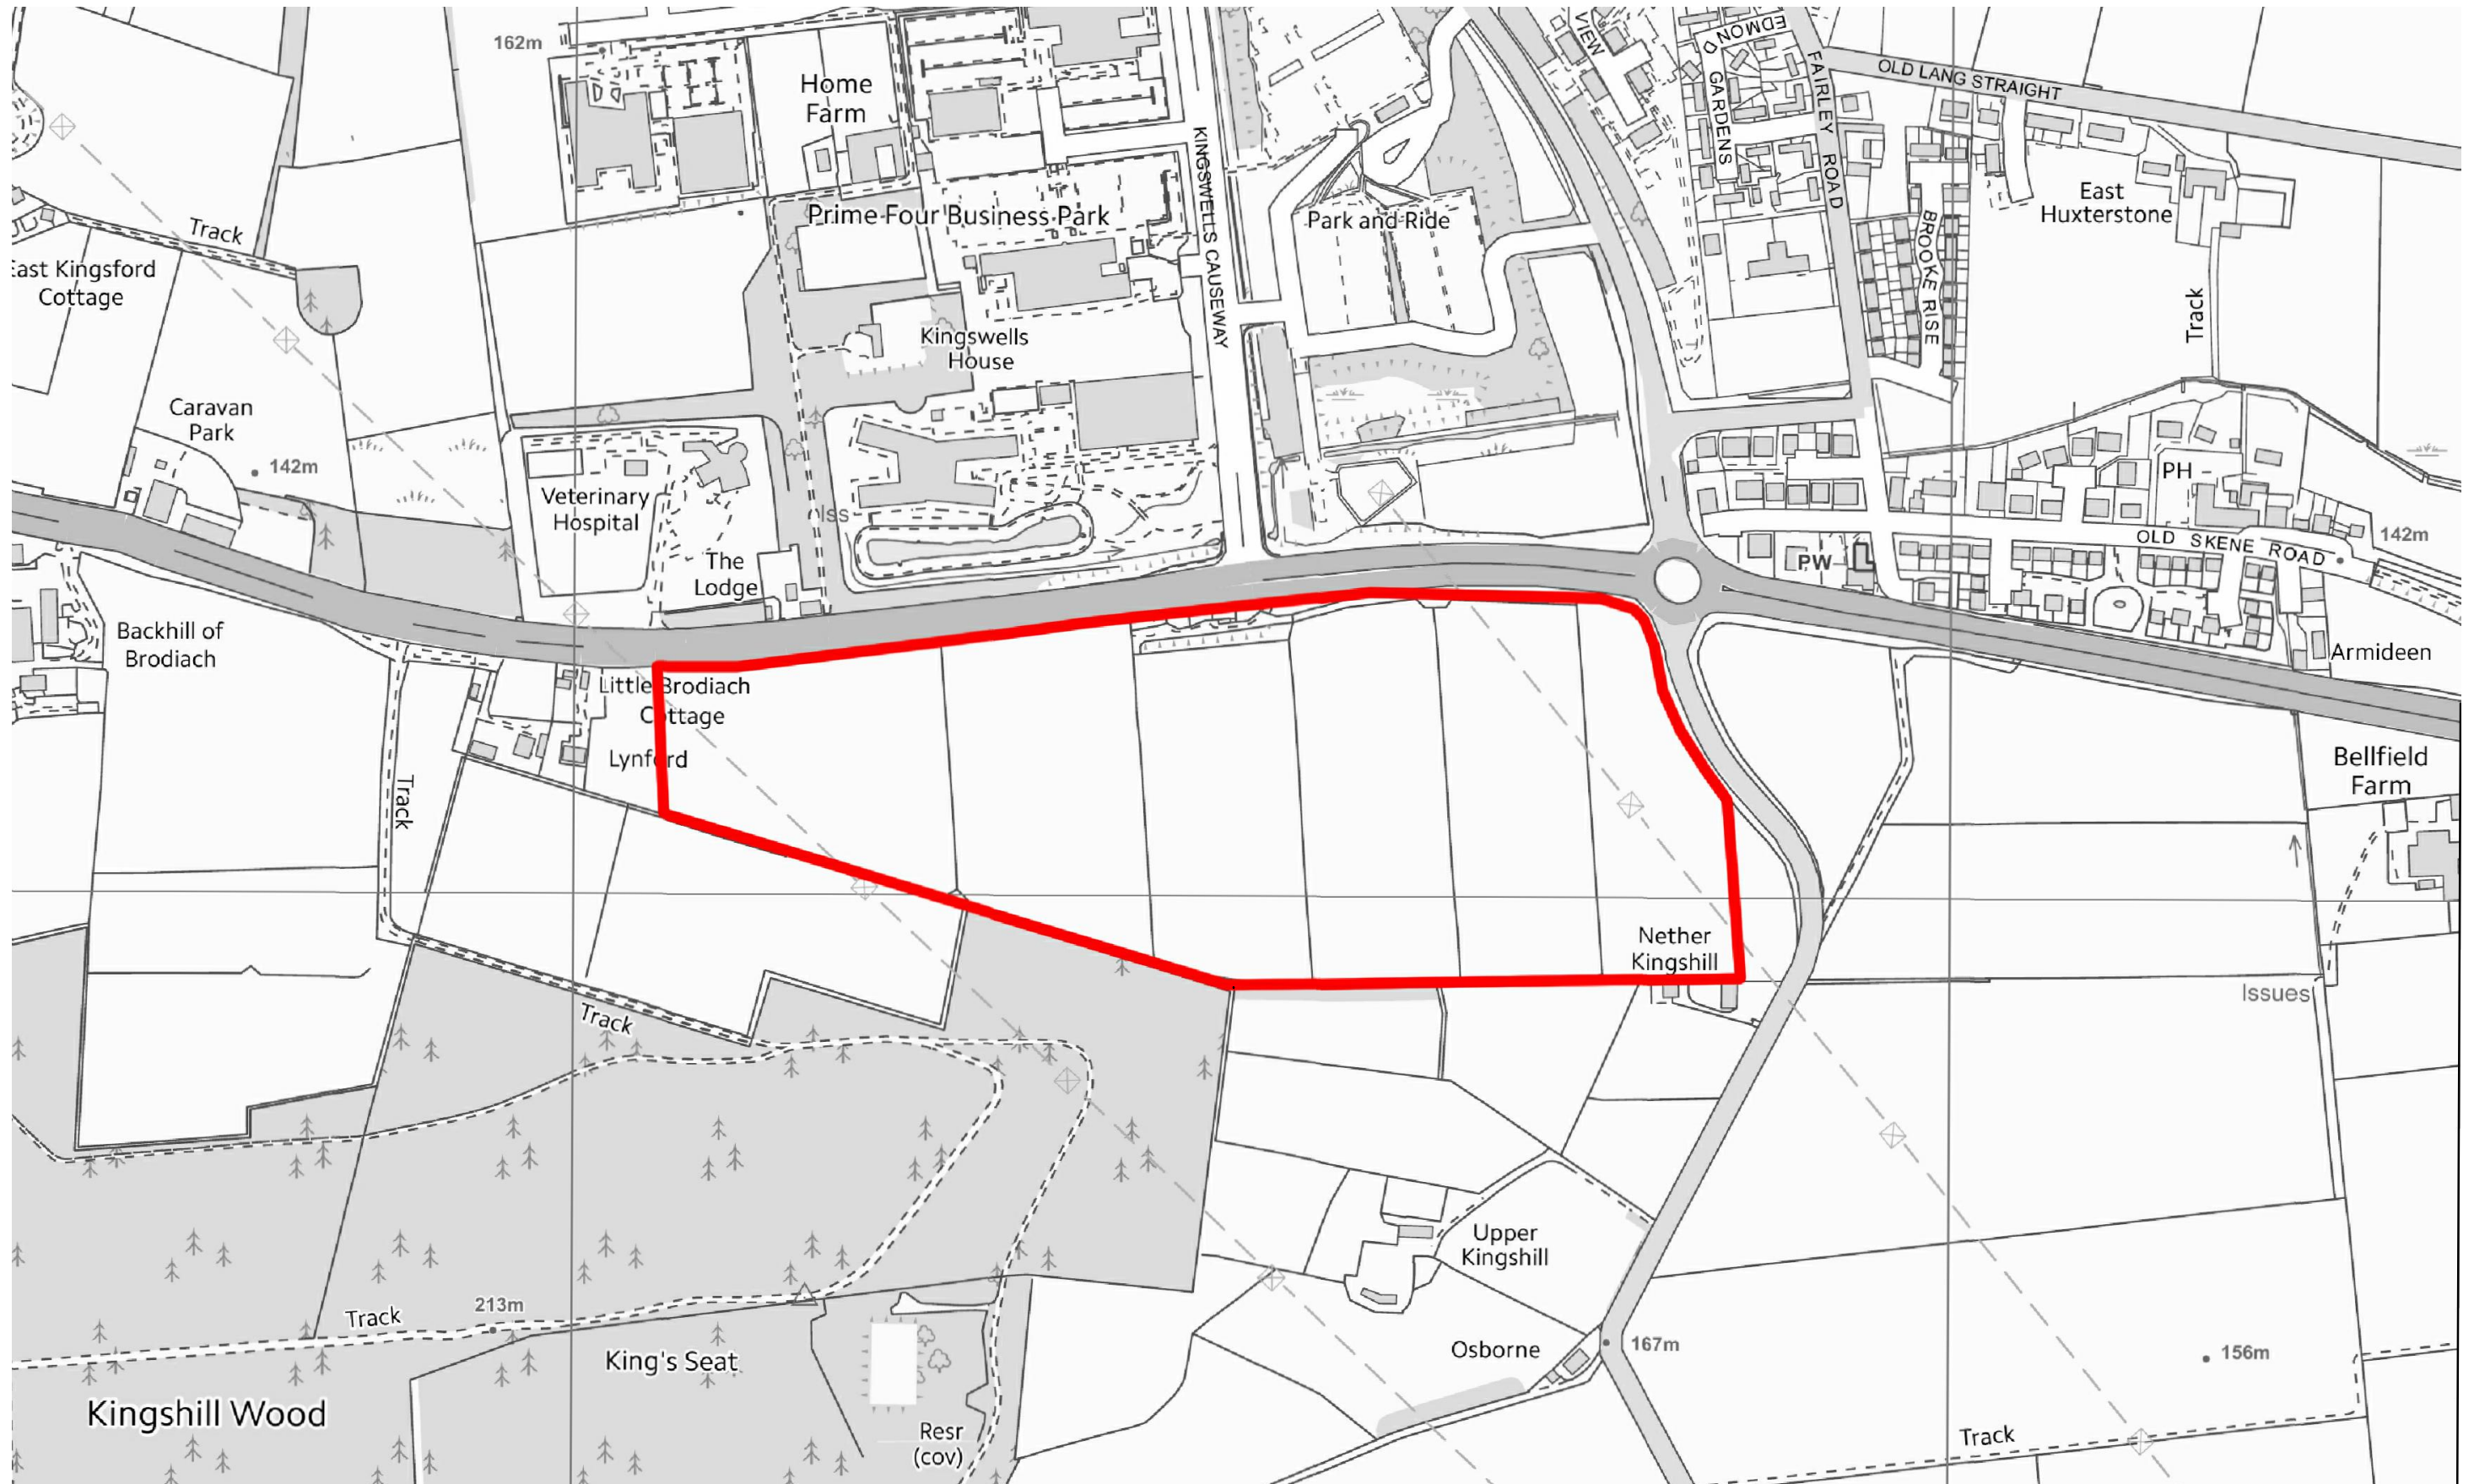 162m
Home
Farm
VIEW
EDMOND
GARDENS
FAIRLEY ROAD
OLD LANG STRAIGHT
KINGSWELLS CAUSEWAY
Prime Four Business Park
Park and Ride
BROOKE RISE
East
Huxterstone
Track
Track
East Kingsford
Cottage
Kingswells
House
Caravan
Park
142m
Veterinary
Hospital
Iss
The
Lodge
PH
OLD SKENE ROAD
142m
PW
Backhill of
Brodiach
Little Brodiach
Cottage
Lynford
Armideen
Bellfield
Farm
Track
Nether
Kingshill
Issues
Track
Upper
Kingshill
213m
Track
King's Seat
Osborne
167m
156m
Kingshill Wood
Resr
(cov)
Track